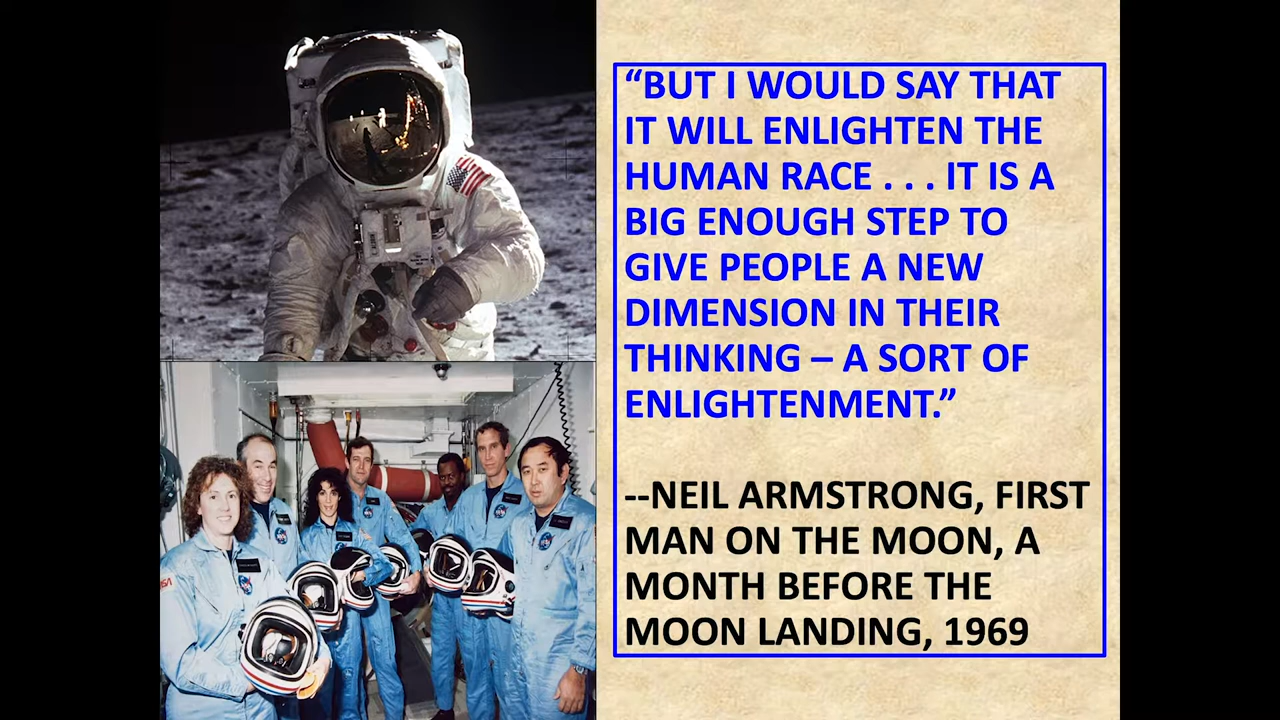 “BUT I WOULD SAY THAT
IT WILL ENLIGHTEN THE
HUMAN RACE . . . IT IS A
BIG ENOUGH STEP TO
GIVE PEOPLE A NEW
DIMENSION IN THEIR
THINKING – A SORT OF
ENLIGHTENMENT.”
--NEIL ARMSTRONG, FIRST
MAN ON THE MOON, A
MONTH BEFORE THE
MOON LANDING, 1969